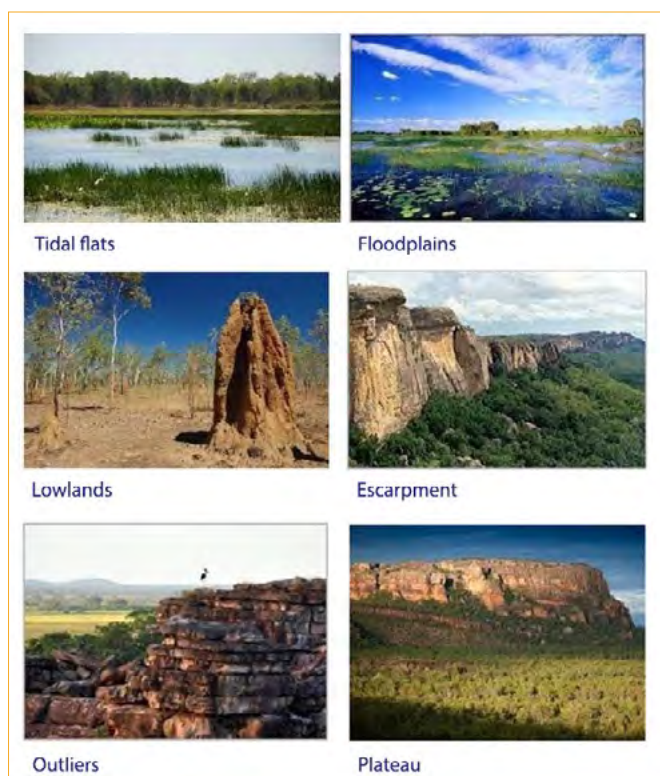 Tidal flats
Floodplains
Lowlands
Escarpment
Outliers
Plateau